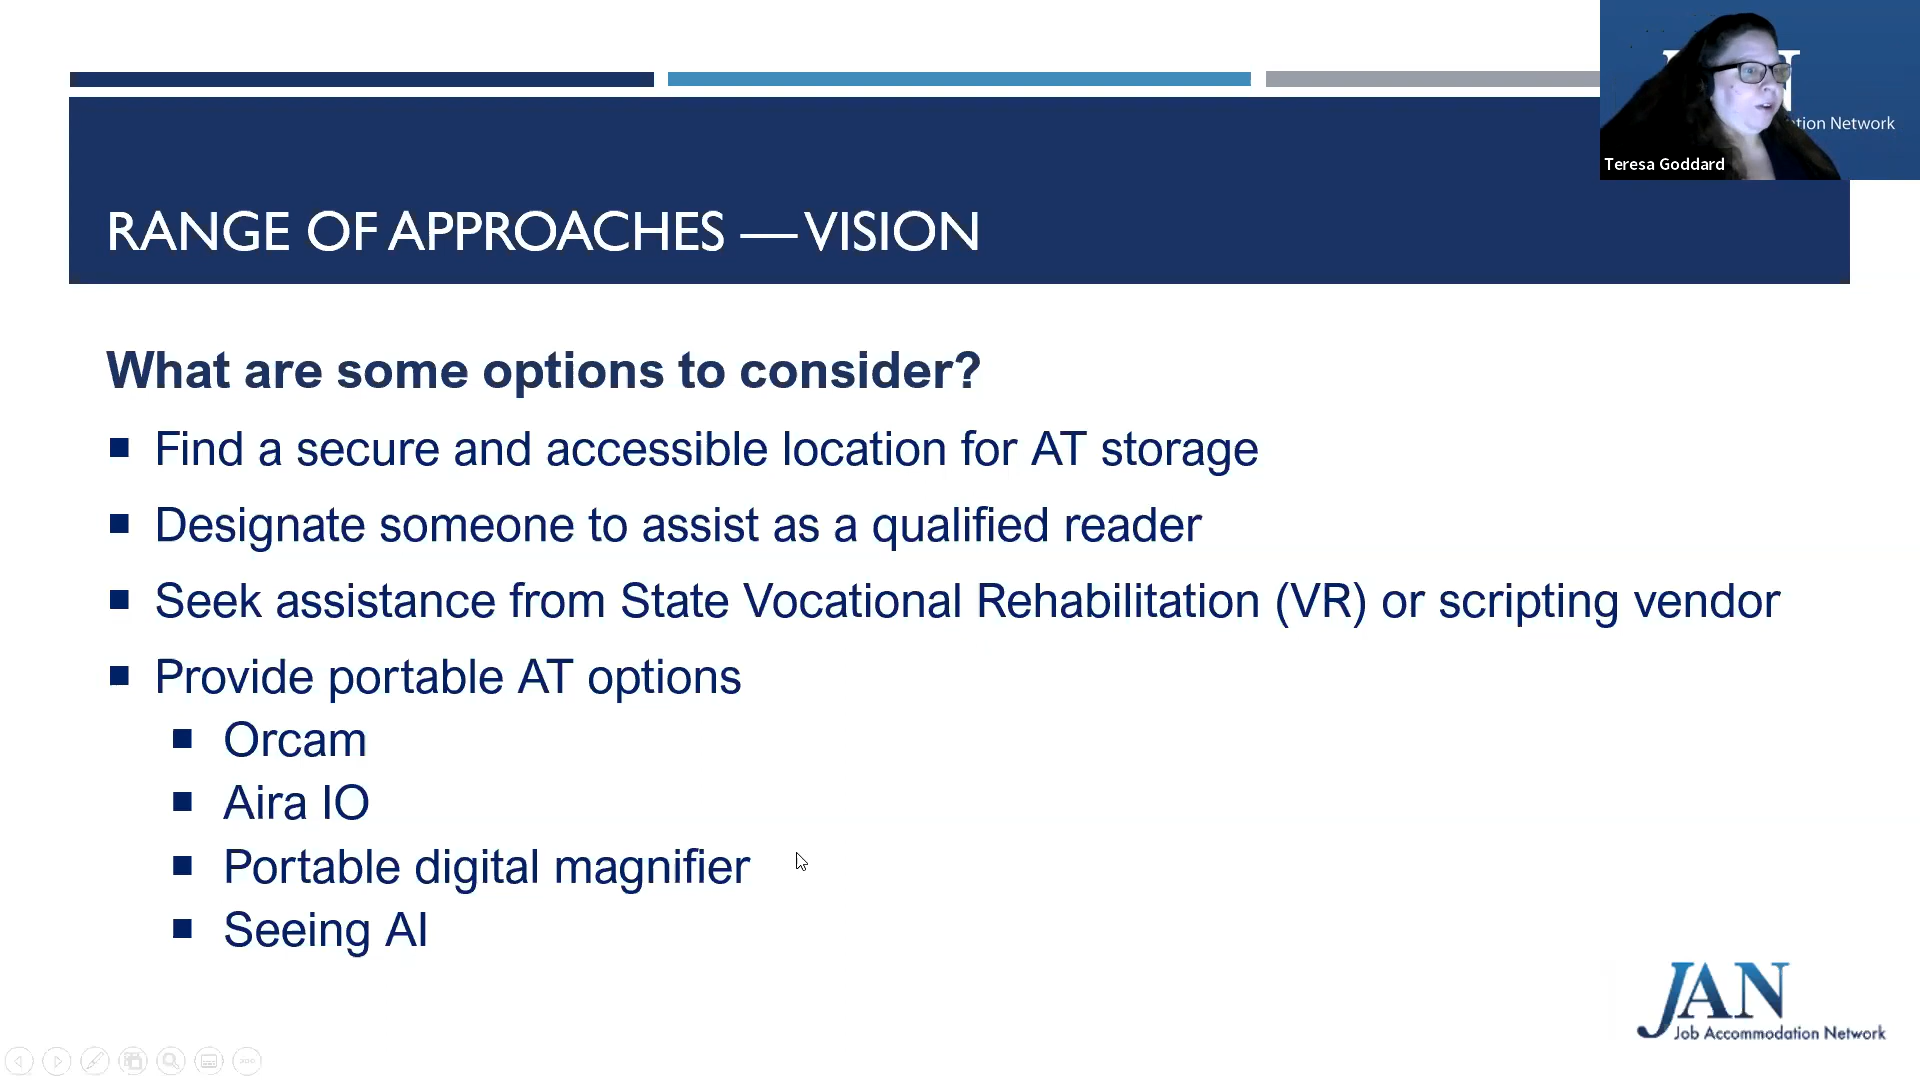 tion Network
Teresa Goddard
RANGE OF APPROACHES — VISION
What are some options to consider?
Find a secure and accessible location for AT storage
Designate someone to assist as a qualified reader
Seek assistance from State Vocational Rehabilitation (VR) or scripting vendor
Provide portable AT options
Orcam
Aira IO
Portable digital magnifier
Seeing AI
JAN
Job Accommodation Network